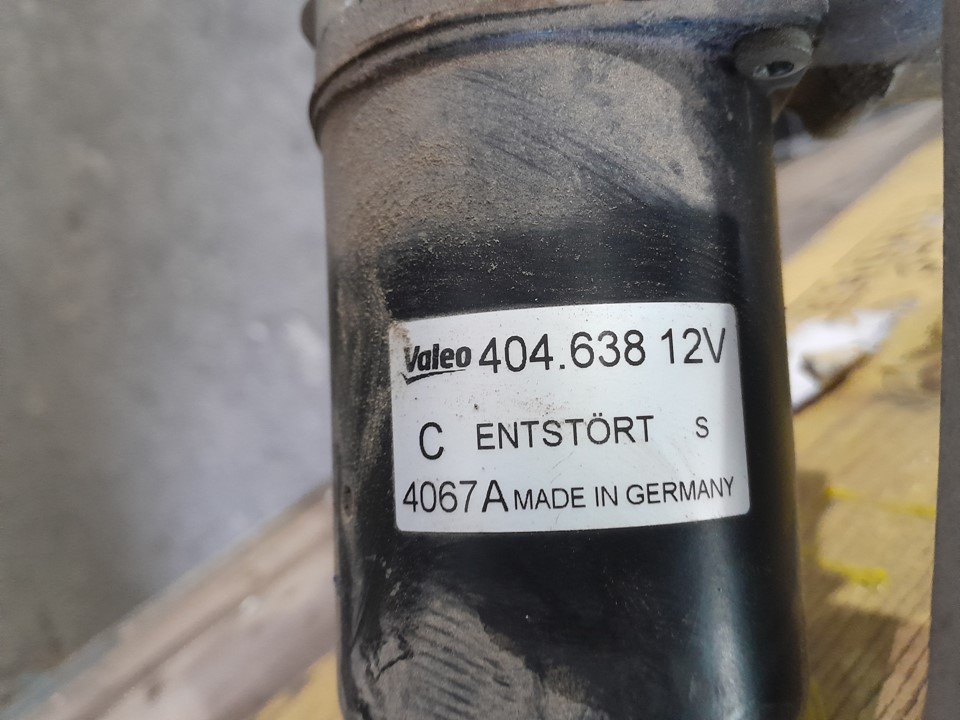 Valeo 404.638 12V
C ENTSTÖRT S
4067A MADE IN GERMANY